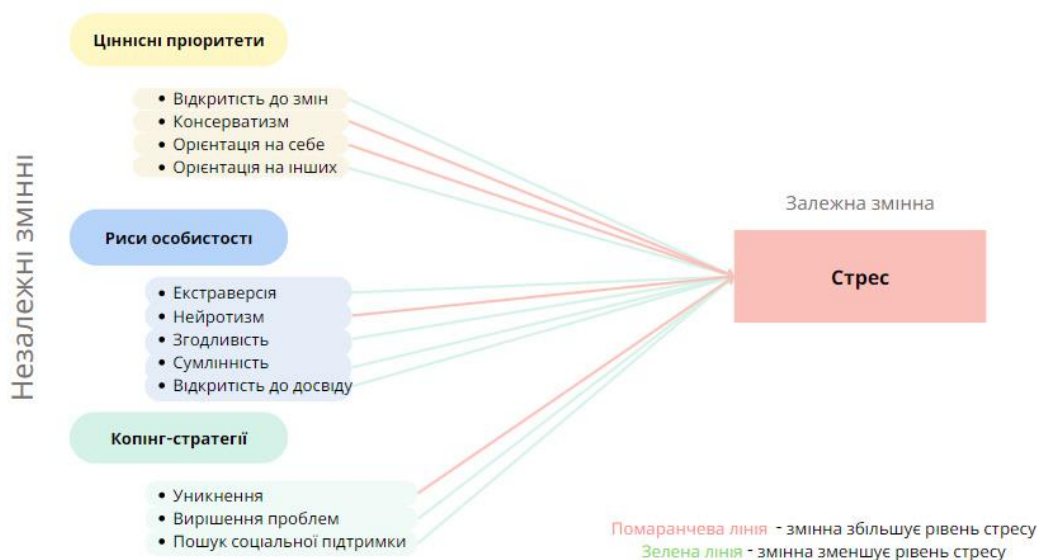 Незалежні змінні
Ціннісні пріоритети
• Відкритість до змін
• Консерватизм
• Орієнтація на себе
• Орієнтація на інших
Риси особистості
• Екстраверсія
• Нейротизм
• Згодливість
• Сумлінність
• Відкритість до досвіду
Копінг-стратегії
• Уникнення
• Вирішення проблем
• Пошук соціальної підтримки
Залежна змінна
Стрес
Помаранчева лінія - змінна збільшує рівень стресу
Зелена лінія - змінна зменшує рівень стресу